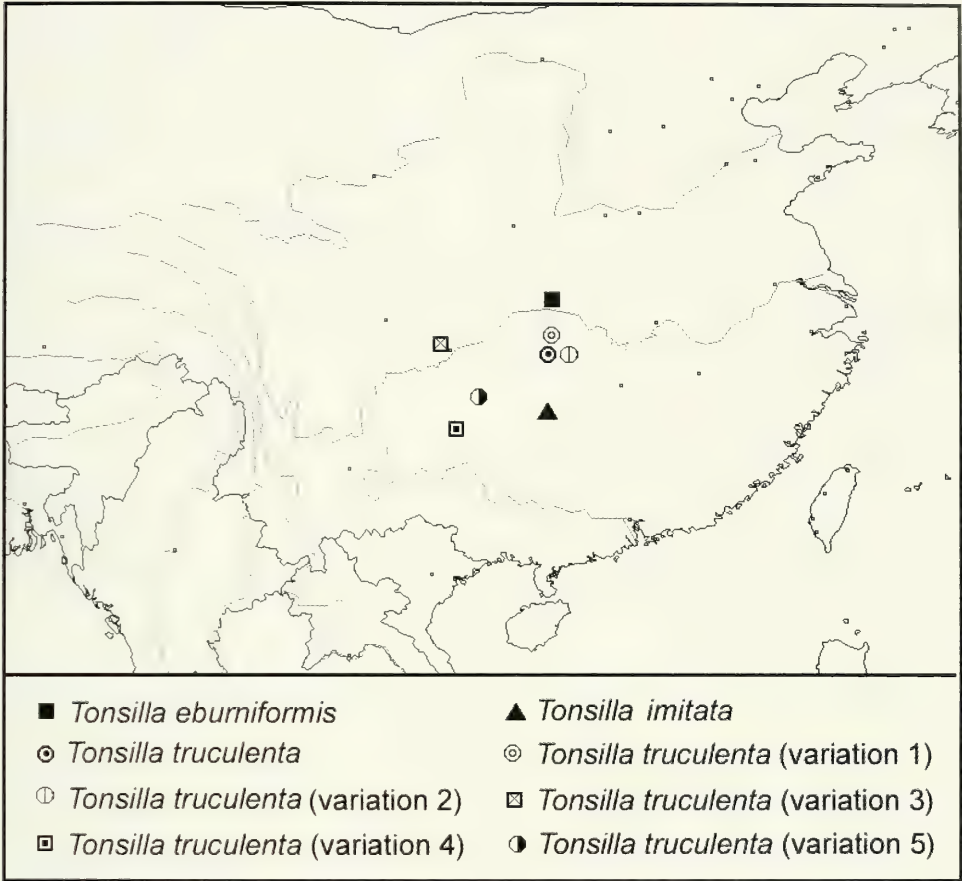 Tonsilla eburniformis
Tonsilla imitata
Tonsilla truculenta
Tonsilla truculenta (variation 1)
Tonsilla truculenta (variation 2)
Tonsilla truculenta (variation 3)
Tonsilla truculenta (variation 4)
Tonsilla truculenta (variation 5)